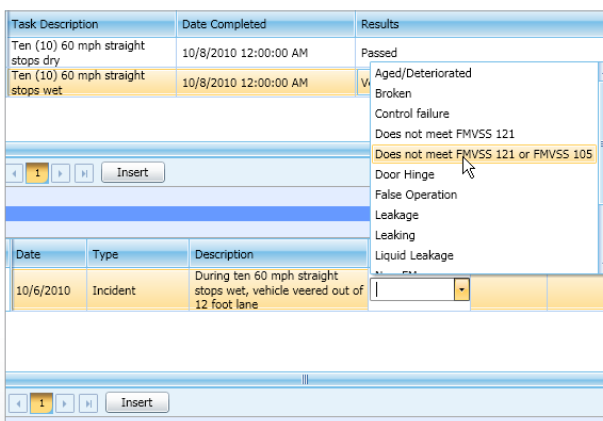 Task Description Date Completed Results
Ten (10) 60 mph straight
stops dry
10/8/2010 12:00:00 AM
Passed
Ten (10) 60 mph straight
stops wet
10/8/2010 12:00:00 AM
Aged/Deteriorated
Broken
Control failure
Does not meet FMVSS 121
Does not meet FMVSS 121 or FMVSS 105
Door Hinge
False Operation
Leakage
Leaking
Liquid Leakage
1 Insert
Date Type Description
10/6/2010 Incident
During ten 60 mph straight
stops wet, vehicle veered out of
12 foot lane
1 Insert